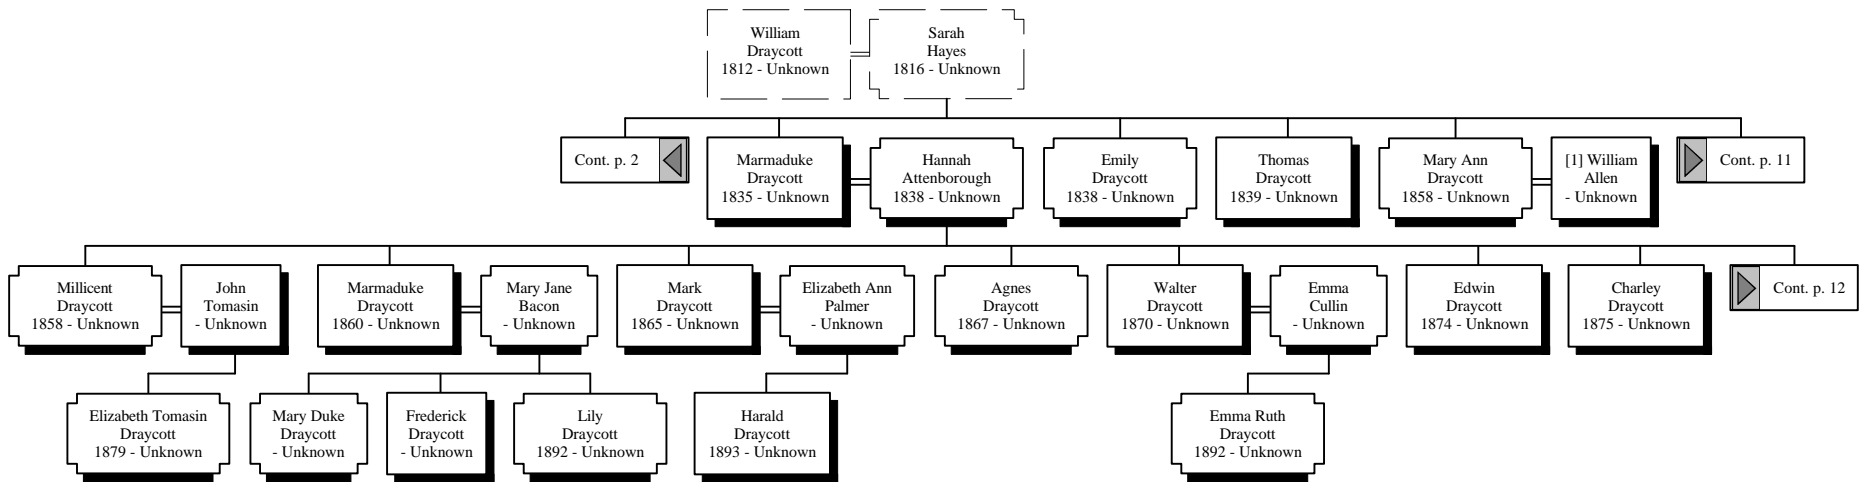 William
Draycott
1812 - Unknown
Sarah
Hayes
1816 - Unknown
Cont. p. 2
Marmaduke
Draycott
1835 - Unknown
Hannah
Attenborough
1838 - Unknown
Emily
Draycott
1838 - Unknown
Thomas
Draycott
1839 - Unknown
Mary Ann
Draycott
1858 - Unknown
[1] William
Allen
- Unknown
Cont. p. 11
Millicent
Draycott
1858 - Unknown
John
Tomasin
- Unknown
Marmaduke
Draycott
1860 - Unknown
Mary Jane
Bacon
- Unknown
Mark
Draycott
1865 - Unknown
Elizabeth Ann
Palmer
- Unknown
Agnes
Draycott
1867 - Unknown
Walter
Draycott
1870 - Unknown
Emma
Cullin
- Unknown
Edwin
Draycott
1874 - Unknown
Charley
Draycott
1875 - Unknown
Cont. p. 12
Elizabeth Tomasin
Draycott
1879 - Unknown
Mary Duke
Draycott
- Unknown
Frederick
Draycott
- Unknown
Lily
Draycott
1892 - Unknown
Harald
Draycott
1893 - Unknown
Emma Ruth
Draycott
1892 - Unknown